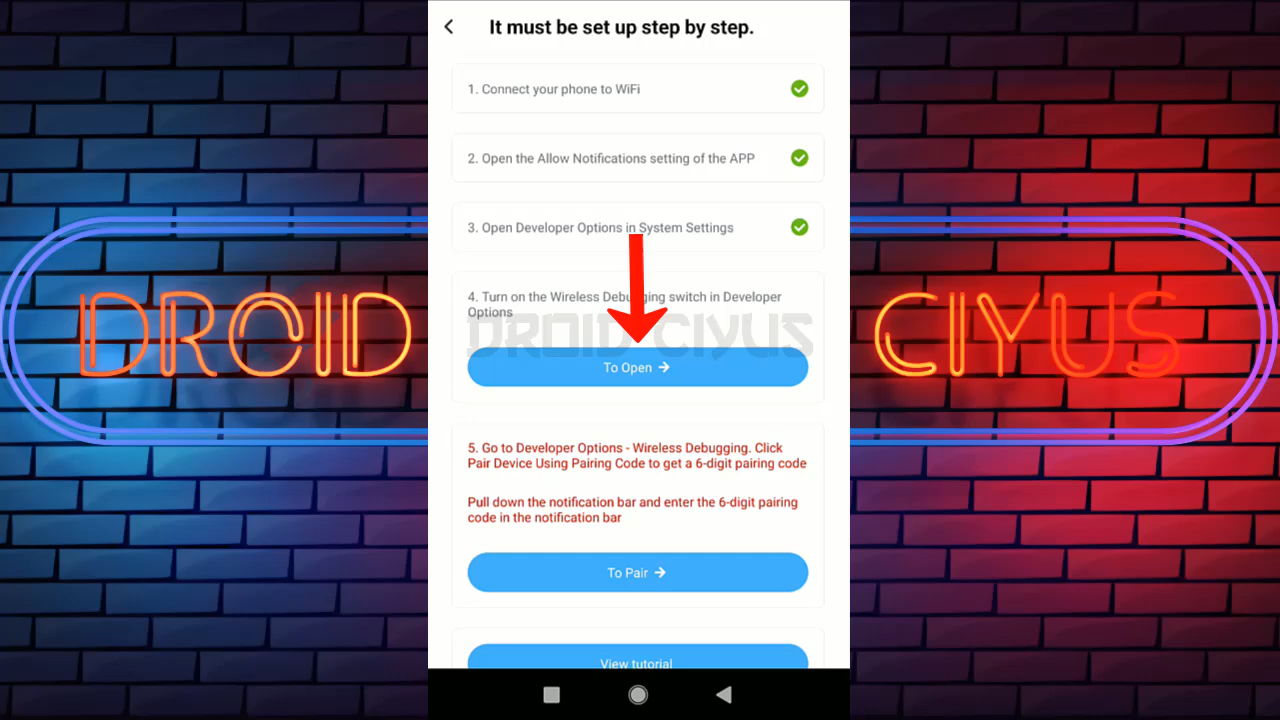 It must be set up step by step.
1. Connect your phone to WiFi
2. Open the Allow Notifications setting of the APP
3. Open Developer Options in System Settings
4. Turn on the Wireless Debugging switch in Developer
Options
DROID CIYUS
To Open
5. Go to Developer Options - Wireless Debugging. Click
Pair Device Using Pairing Code to get a 6-digit pairing code
Pull down the notification bar and enter the 6-digit pairing
code in the notification bar
To Pair
View tutorial
DROID
CIYUS